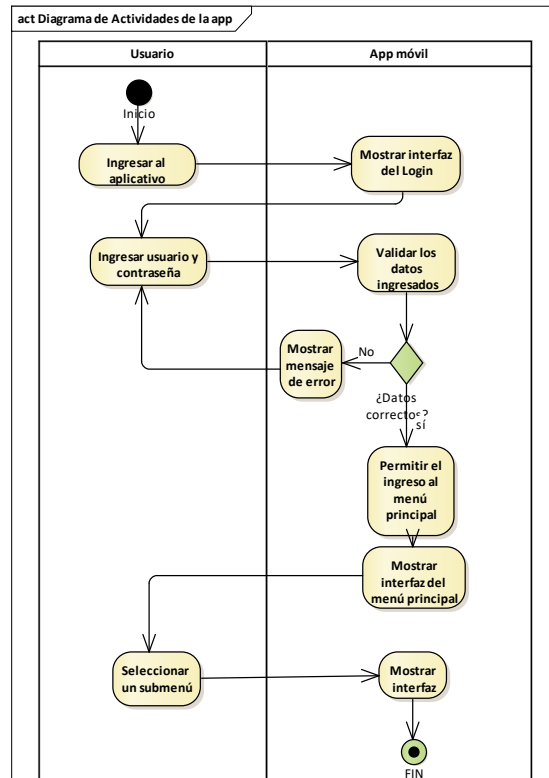 act Diagrama de Actividades de la app
Usuario
App móvil
Inicio
Ingresar al
aplicativo
Mostrar interfaz
del Login
Ingresar usuario y
contraseña
Validar los
datos
ingresados
Mostrar
mensaje
de error
No
¿Datos
correctos?
sí
Permitir el
ingreso al
menú
principal
Mostrar
interfaz del
menú principal
Seleccionar
un submenú
Mostrar
interfaz
FIN